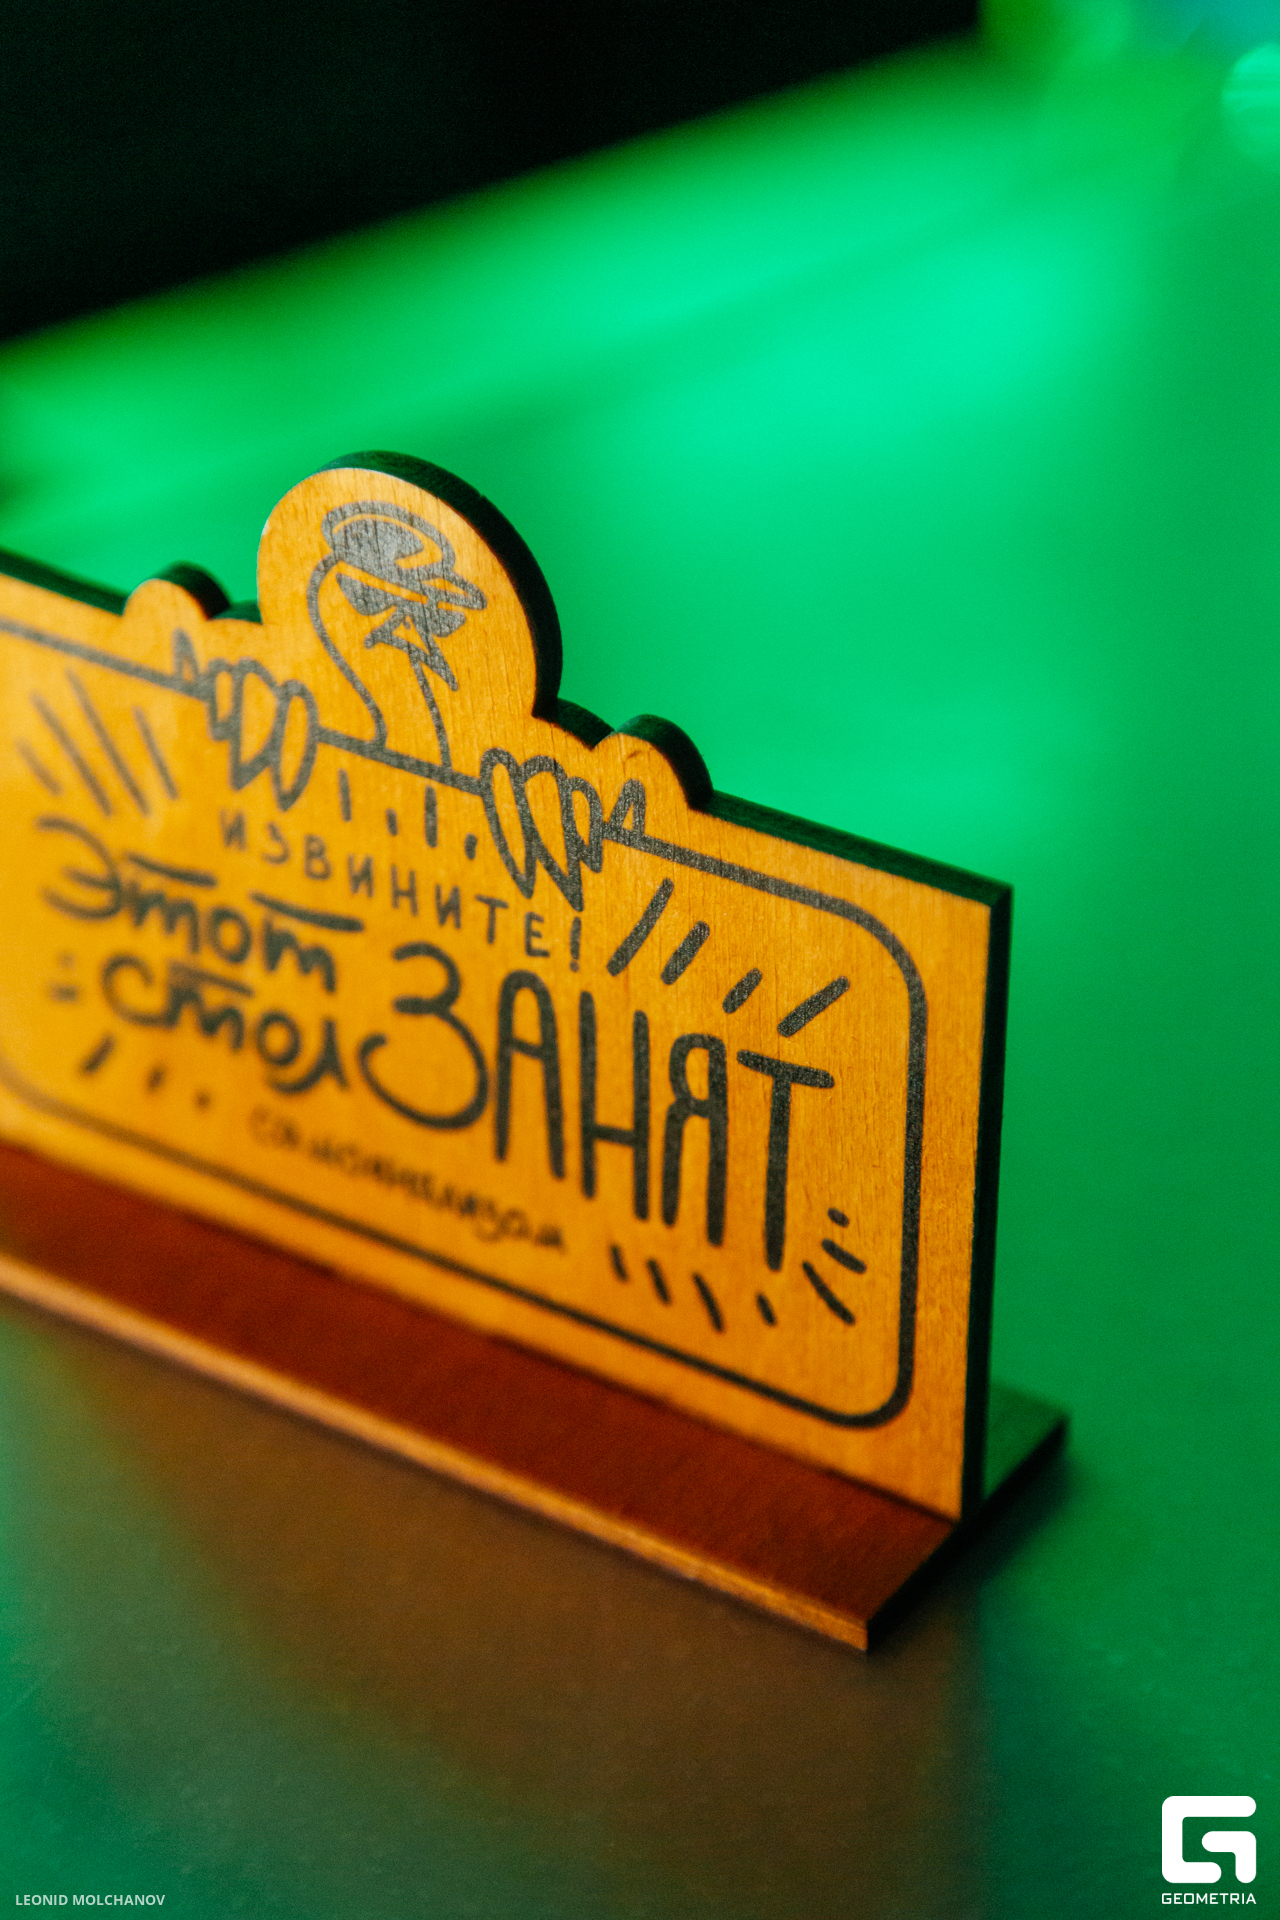 ИЗВИНИТЕ!
Этот
стол ЗАНЯТ
LEONID MOLCHANOV
GEOMETRIA